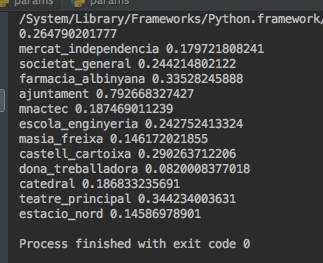 params params
/System/Library/Frameworks/Python.framework/
0.264790201777
mercat_independencia 0.179721808241
societat_general 0.244214802122
farmacia_albinyana 0.33528245888
ajuntament 0.792668327427
mnactec 0.187469011239
escola_enginyeria 0.242752413324
masia_freixa 0.146172021855
castell_cartoixa 0.290263712206
dona_treballadora 0.0820008377018
catedral 0.186833235691
teatre_principal 0.344234003631
estacio_nord 0.14586978901
Process finished with exit code 0